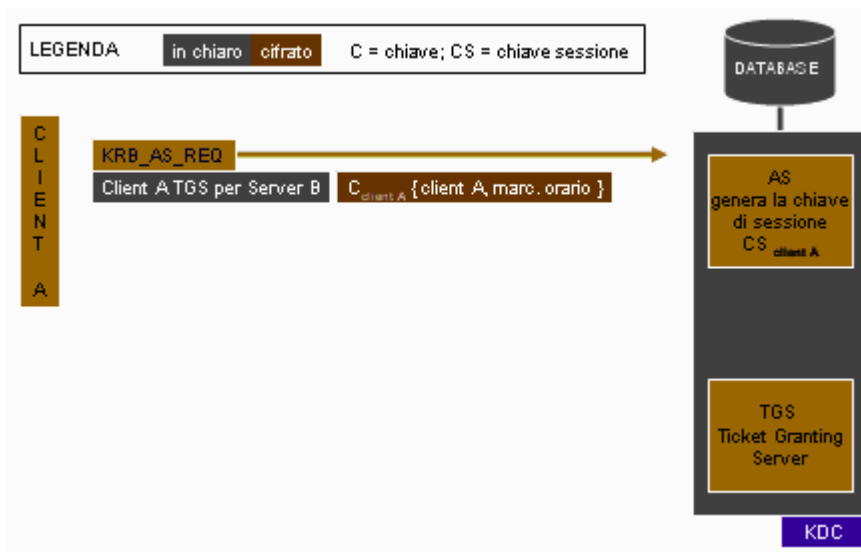 LEGENDA in chiaro cifrato C = chiave; CS = chiave sessione
DATABASE
CLIENT A
KRB_AS_REQ
Client A TGS per Server B C client A {client A, marc. orario }
AS
genera la chiave
di sessione
CS client A
TGS
Ticket Granting
Server
KDC